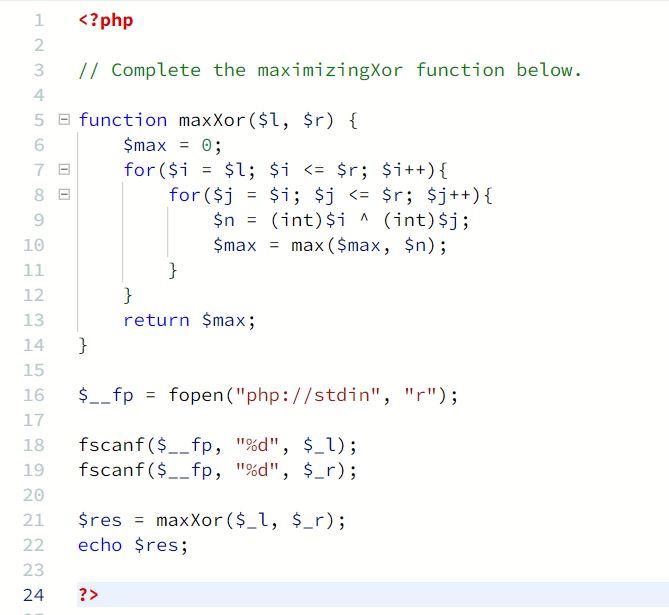 1 <?php
2
3 // Complete the maximizingXor function below.
4
5 function maxXor($l, $r) {
6     $max = 0;
7     for($i = $l; $i <= $r; $i++){
8         for($j = $i; $j <= $r; $j++){
9             $n = (int)$i ^ (int)$j;
10             $max = max($max, $n);
11         }
12     }
13     return $max;
14 }
15
16 $__fp = fopen("php://stdin", "r");
17
18 fscanf($__fp, "%d", $_l);
19 fscanf($__fp, "%d", $_r);
20
21 $res = maxXor($_l, $_r);
22 echo $res;
23
24 ?>